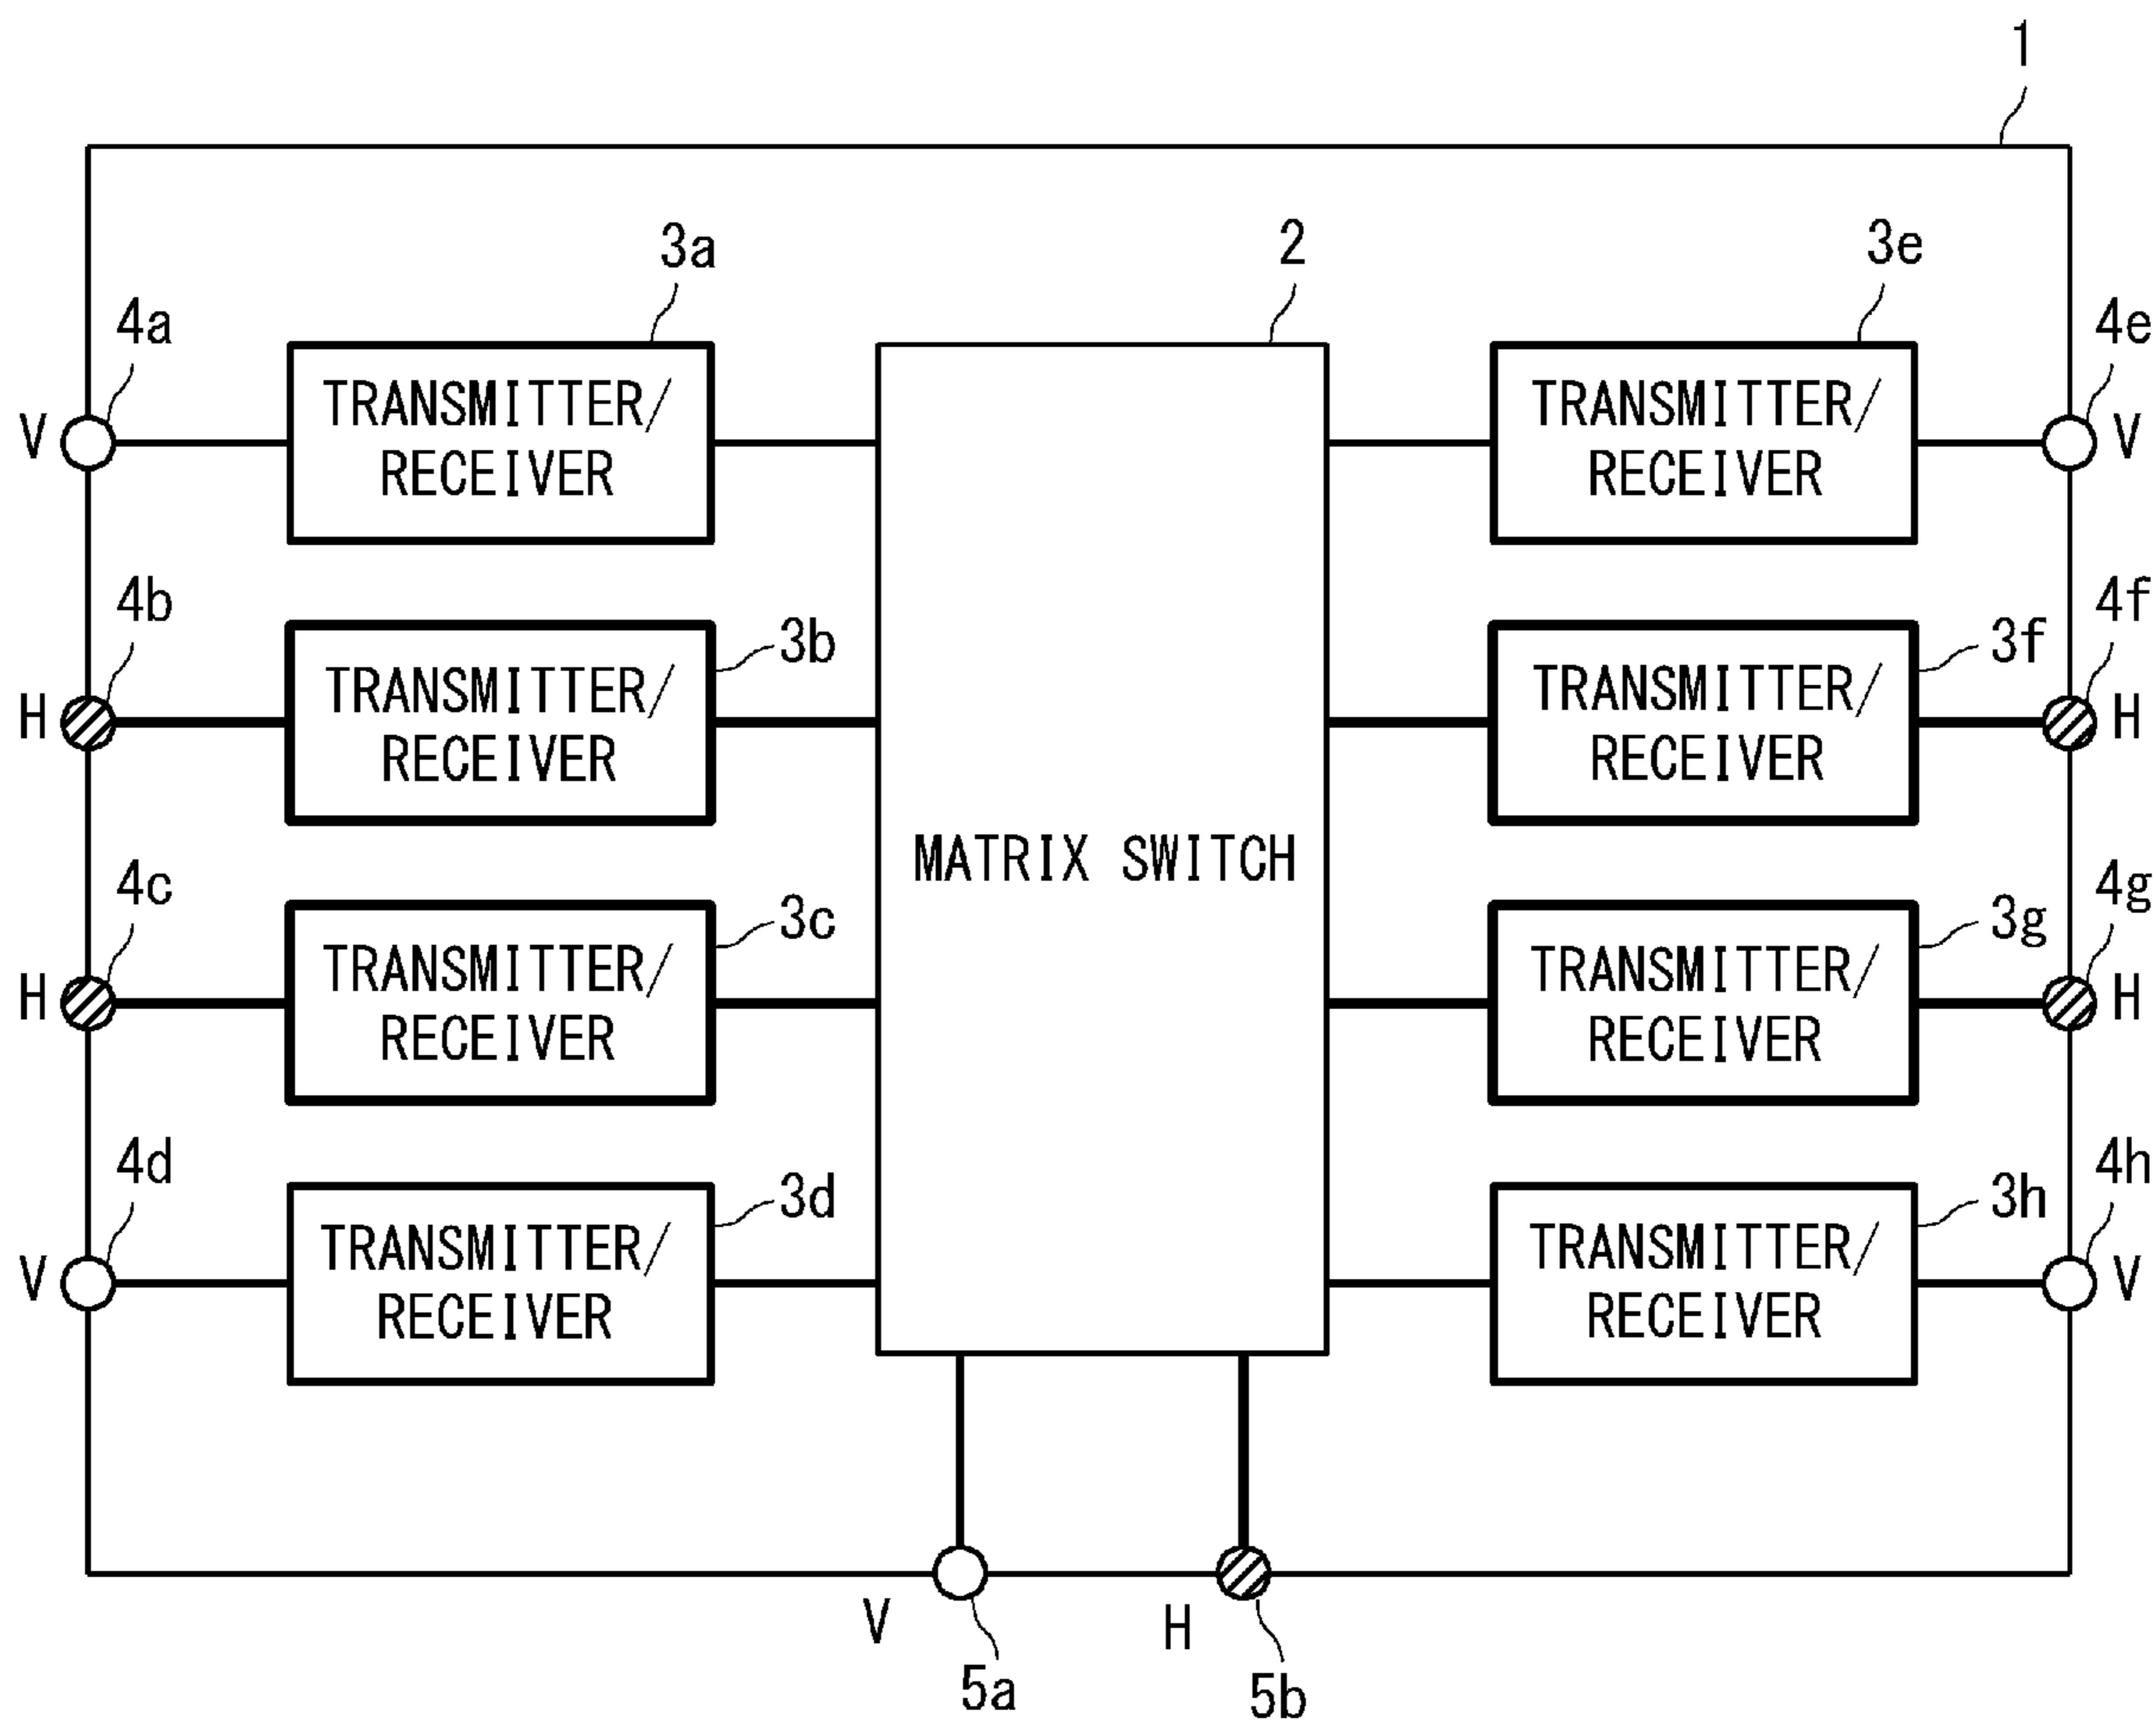 1
3a
2
3e
4a
4e
V
TRANSMITTER/
RECEIVER
TRANSMITTER/
RECEIVER
V
4b
4f
3b
3f
H
TRANSMITTER/
RECEIVER
TRANSMITTER/
RECEIVER
H
MATRIX SWITCH
4c
4g
3c
3g
H
TRANSMITTER/
RECEIVER
TRANSMITTER/
RECEIVER
H
4d
4h
3d
3h
V
TRANSMITTER/
RECEIVER
TRANSMITTER/
RECEIVER
V
V
H
5a
5b